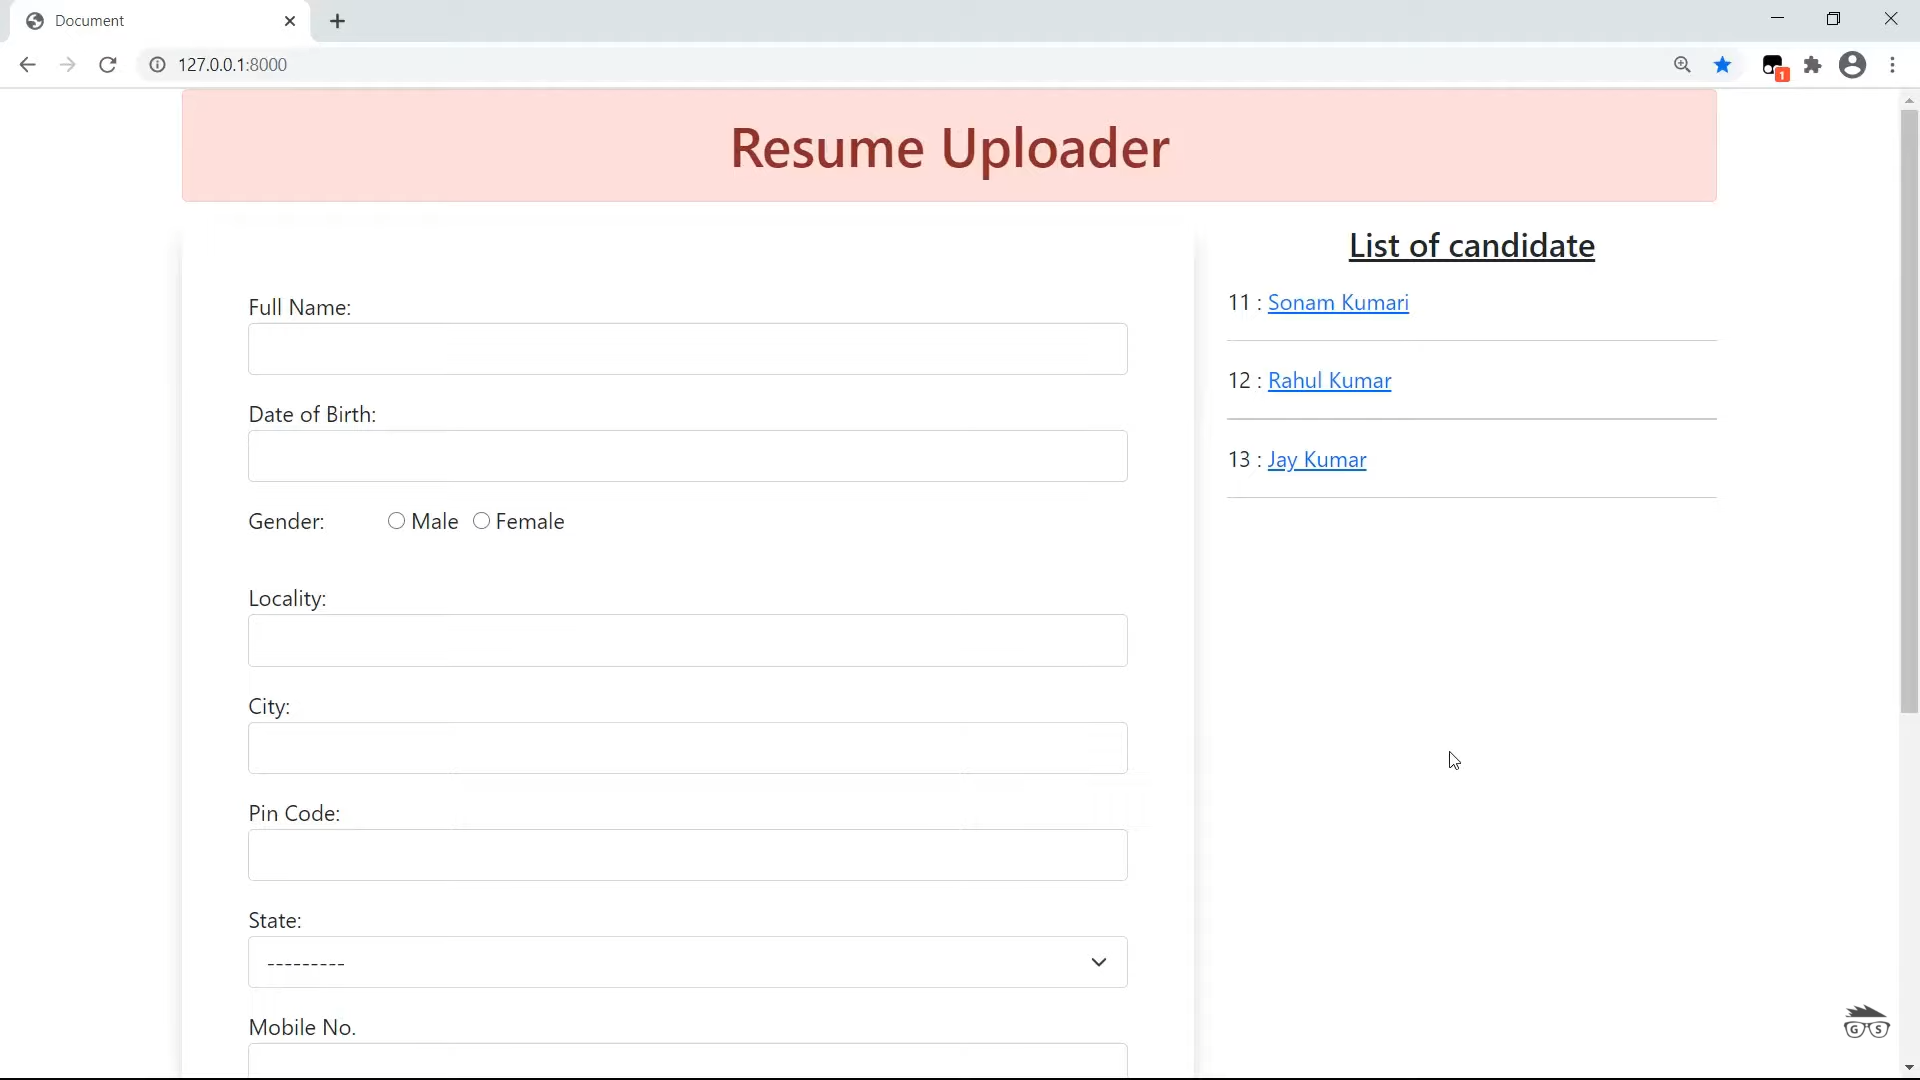 Document
127.0.0.1:8000
1
Resume Uploader
Full Name:
Date of Birth:
Gender: Male Female
Locality:
City:
Pin Code:
State:
---------
Mobile No.
List of candidate
11 : Sonam Kumari
12 : Rahul Kumar
13 : Jay Kumar
G S